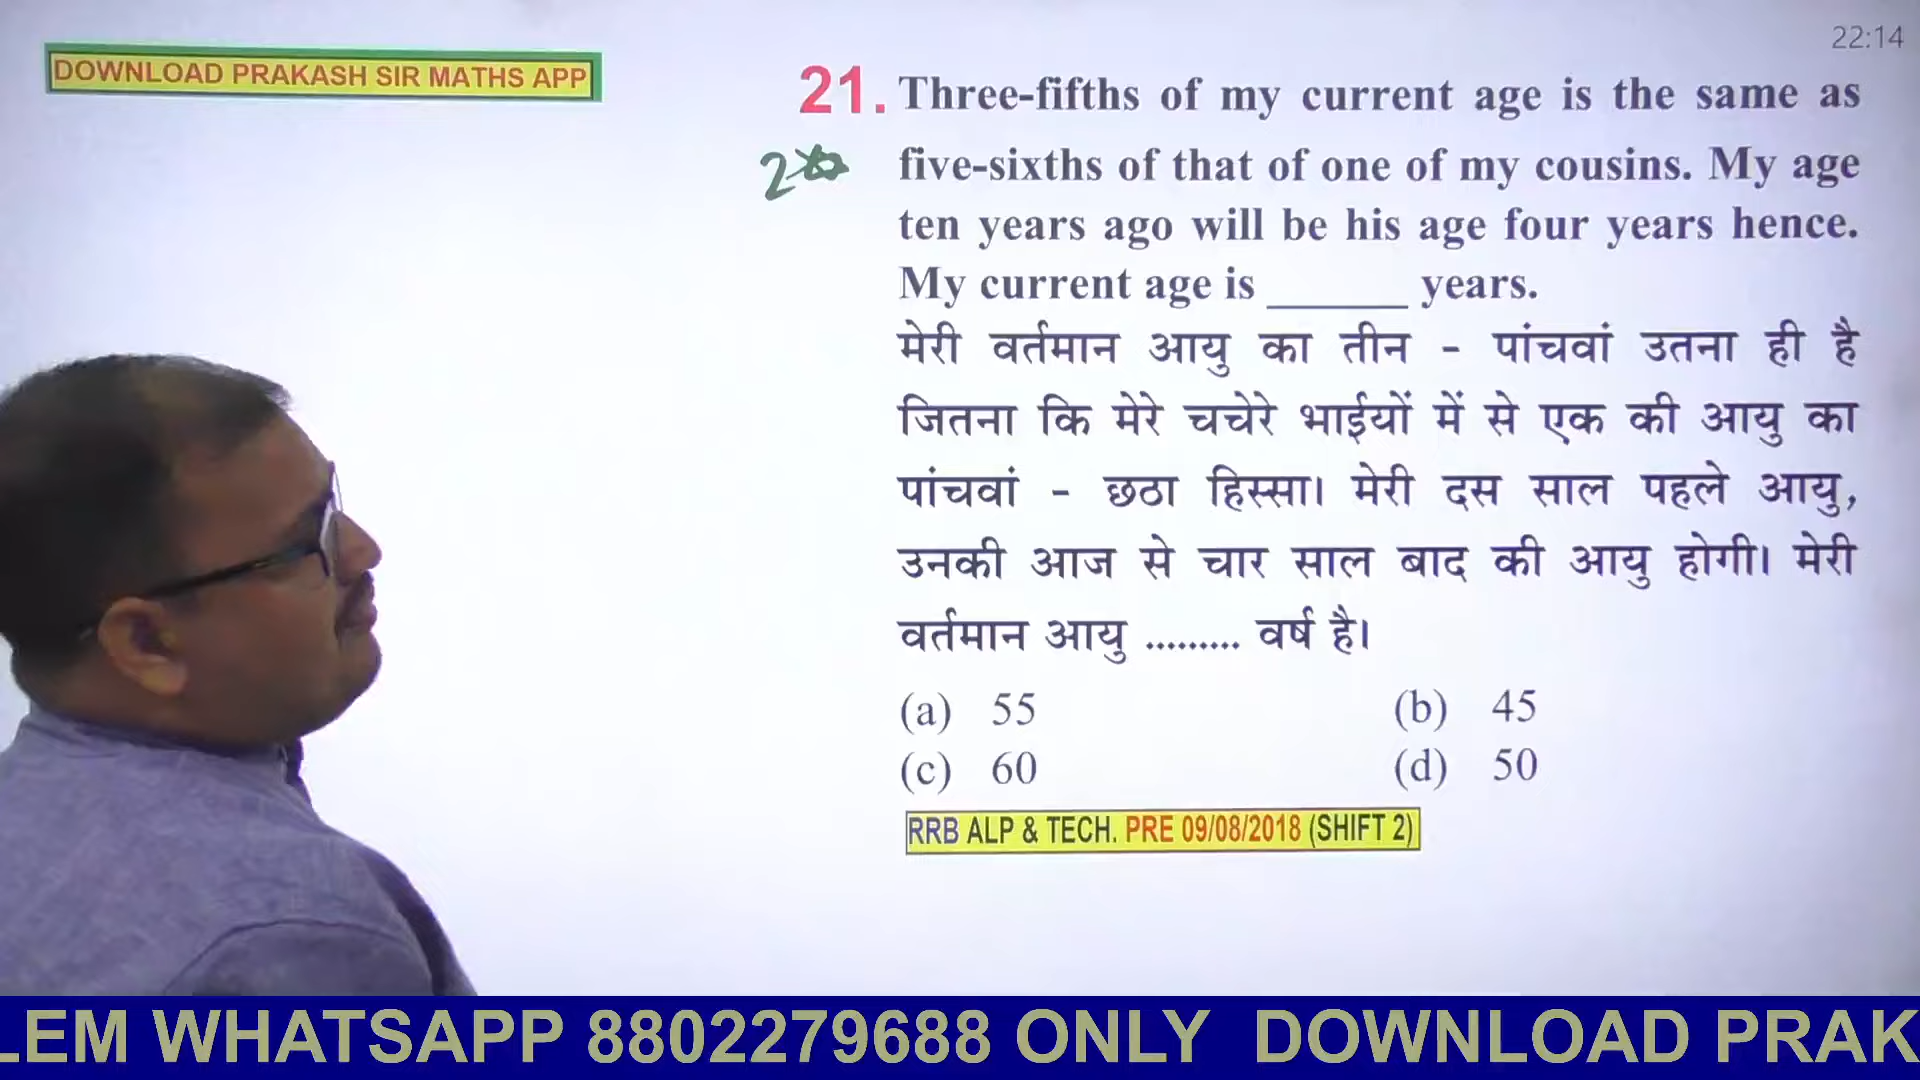 22:14
DOWNLOAD PRAKASH SIR MATHS APP
21. Three-fifths of my current age is the same as
five-sixths of that of one of my cousins. My age
ten years ago will be his age four years hence.
My current age is ______ years.
मेरी वर्तमान आयु का तीन - पांचवां उतना ही है
जितना कि मेरे चचेरे भाईयों में से एक की आयु का
पांचवां - छठा हिस्सा। मेरी दस साल पहले आयु,
उनकी आज से चार साल बाद की आयु होगी। मेरी
वर्तमान आयु ......... वर्ष है।
(a) 55 (b) 45
(c) 60 (d) 50
RRB ALP & TECH. PRE 09/08/2018 (SHIFT 2)
LEM WHATSAPP 8802279688 ONLY DOWNLOAD PRAK